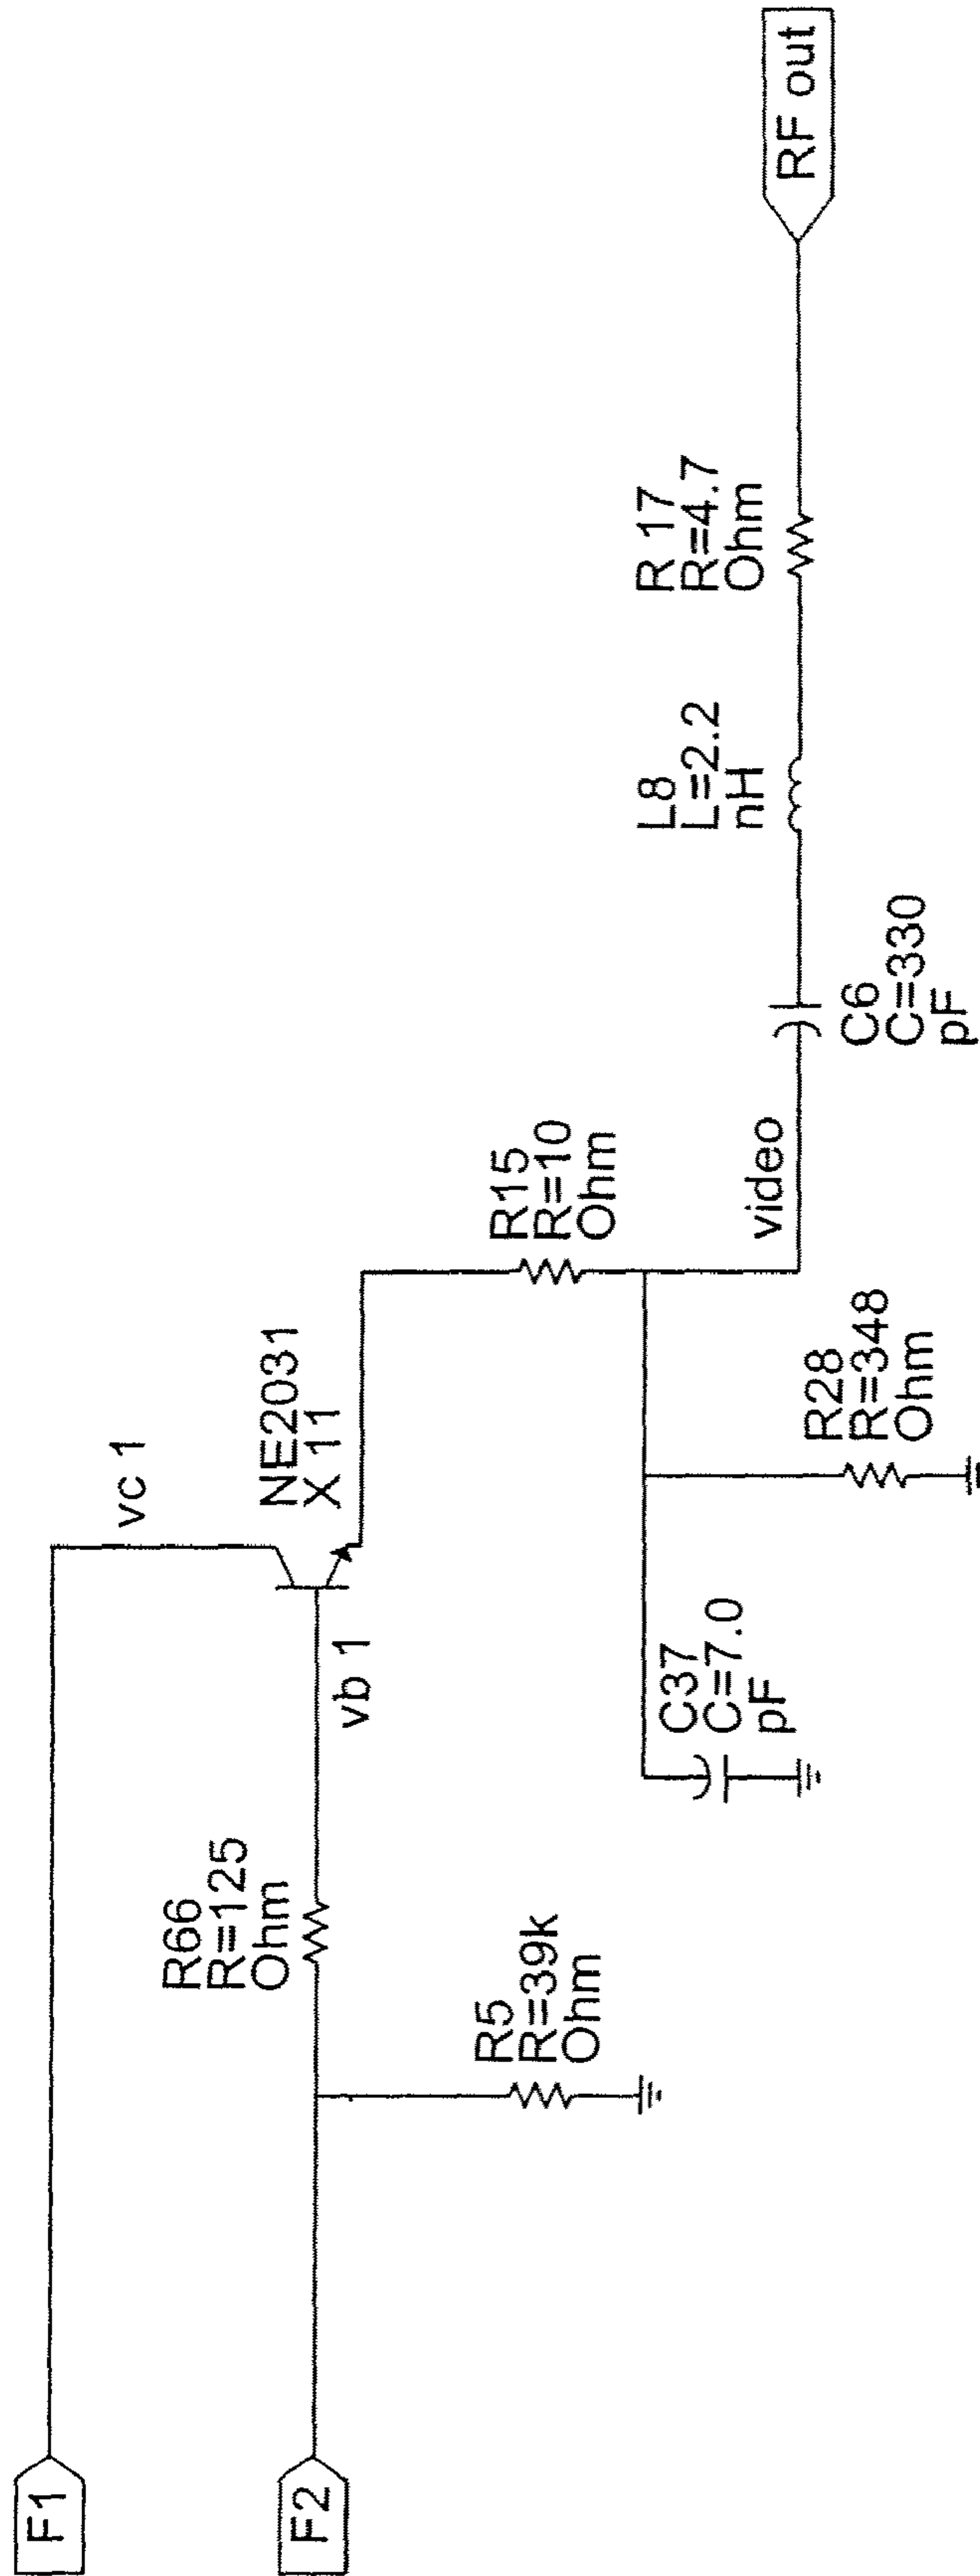 F1
vc 1
NE2031
X 11
F2
R66
R=125
Ohm
vb 1
R5
R=39k
Ohm
R15
R=10
Ohm
C37
C=7.0
pF
R28
R=348
Ohm
video
C6
C=330
pF
L8
L=2.2
nH
R 17
R=4.7
Ohm
RF out